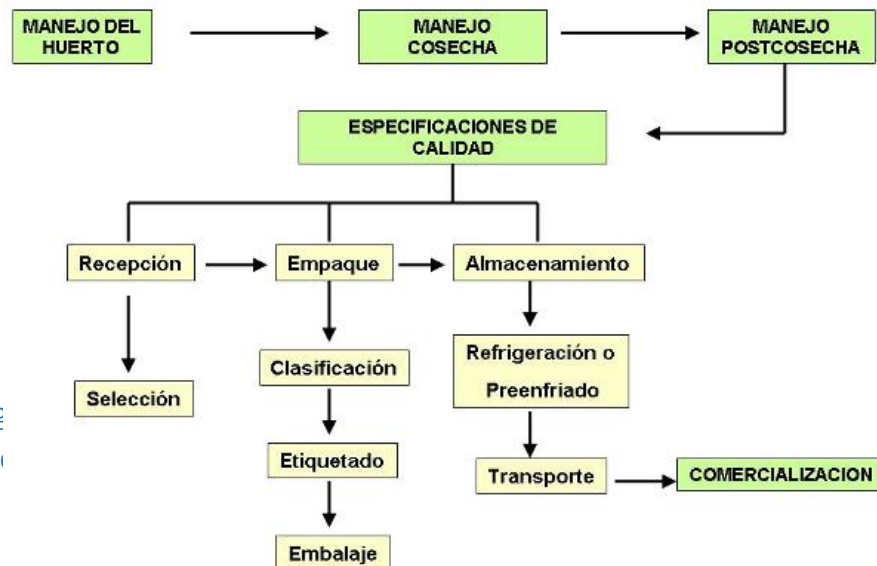 MANEJO DEL
HUERTO
MANEJO
COSECHA
MANEJO
POSTCOSECHA
ESPECIFICACIONES DE
CALIDAD
Recepción
Empaque
Almacenamiento
Selección
Clasificación
Refrigeración o
Preenfriado
Etiquetado
Transporte
COMERCIALIZACION
Embalaje